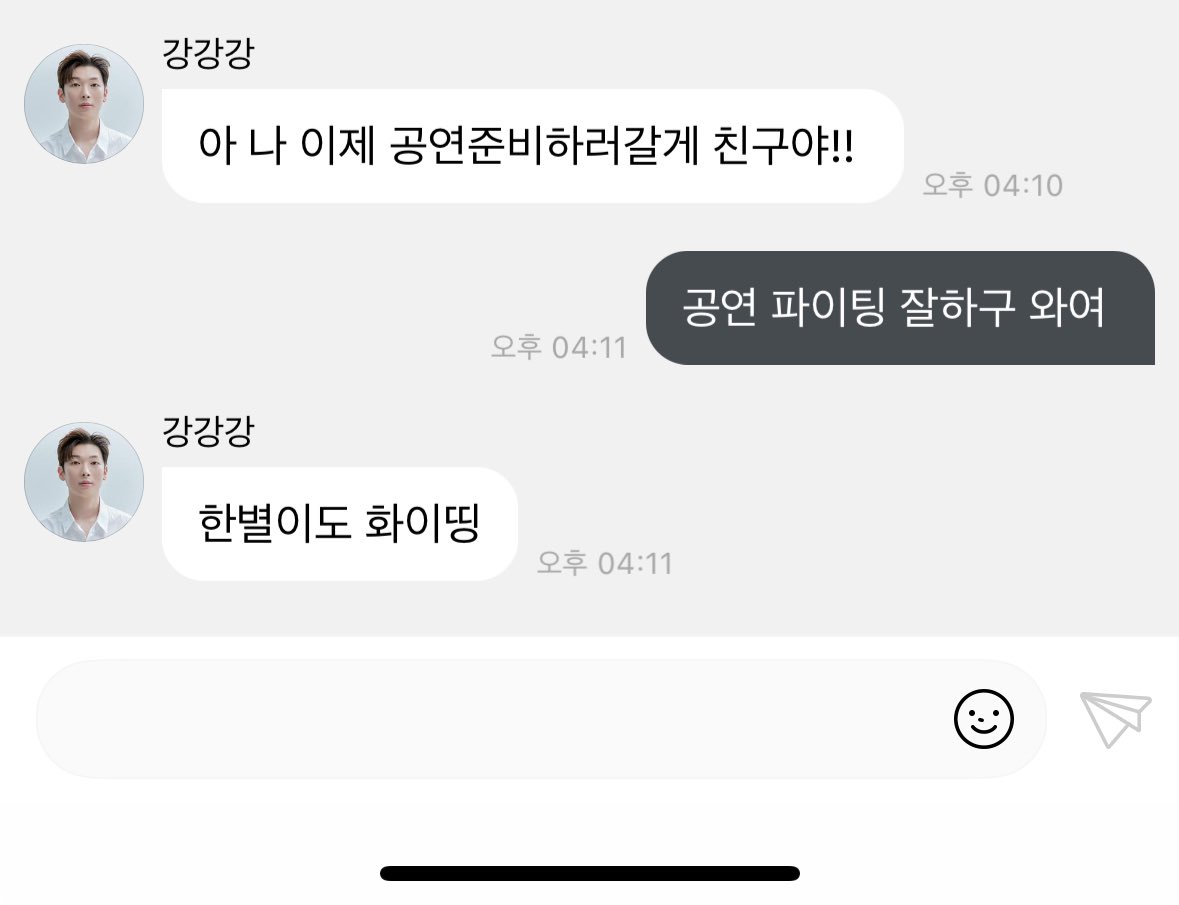 강강강
아 나 이제 공연준비하러갈게 친구야!!
오후 04:10
공연 파이팅 잘하구 와여
오후 04:11
강강강
한별이도 화이띵
오후 04:11